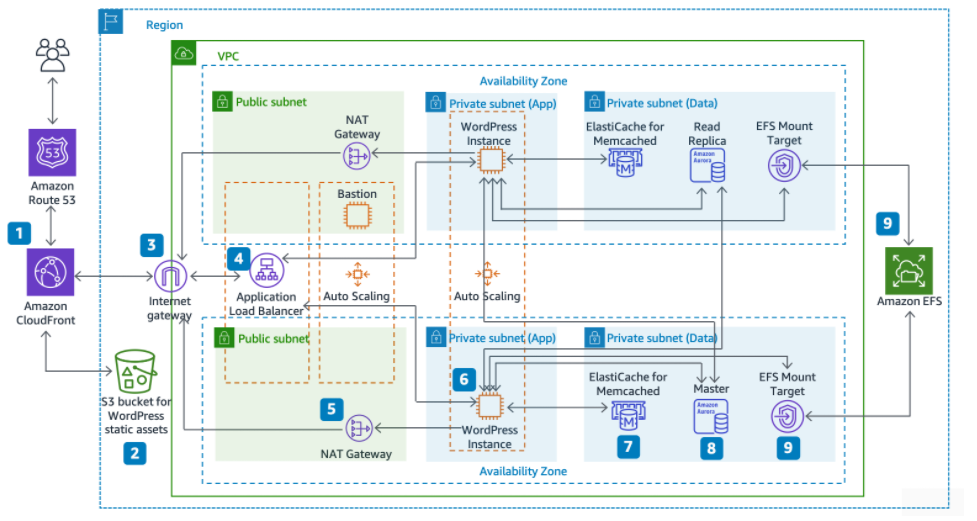 Region
VPC
Availability Zone
Public subnet
Private subnet (App)
Private subnet (Data)
NAT
Gateway
WordPress
Instance
ElastiCache for
Memcached
M
Read
Replica
Amazon
Aurora
EFS Mount
Target
53
Amazon
Route 53
Bastion
1
3
4
9
Amazon
CloudFront
Internet
gateway
Application
Load Balancer
Auto Scaling
Auto Scaling
Amazon EFS
Public subnet
Private subnet (App)
Private subnet (Data)
S3 bucket for
WordPress
static assets
2
5
NAT Gateway
6
WordPress
Instance
ElastiCache for
Memcached
M
7
Master
Amazon
Aurora
8
EFS Mount
Target
9
Availability Zone